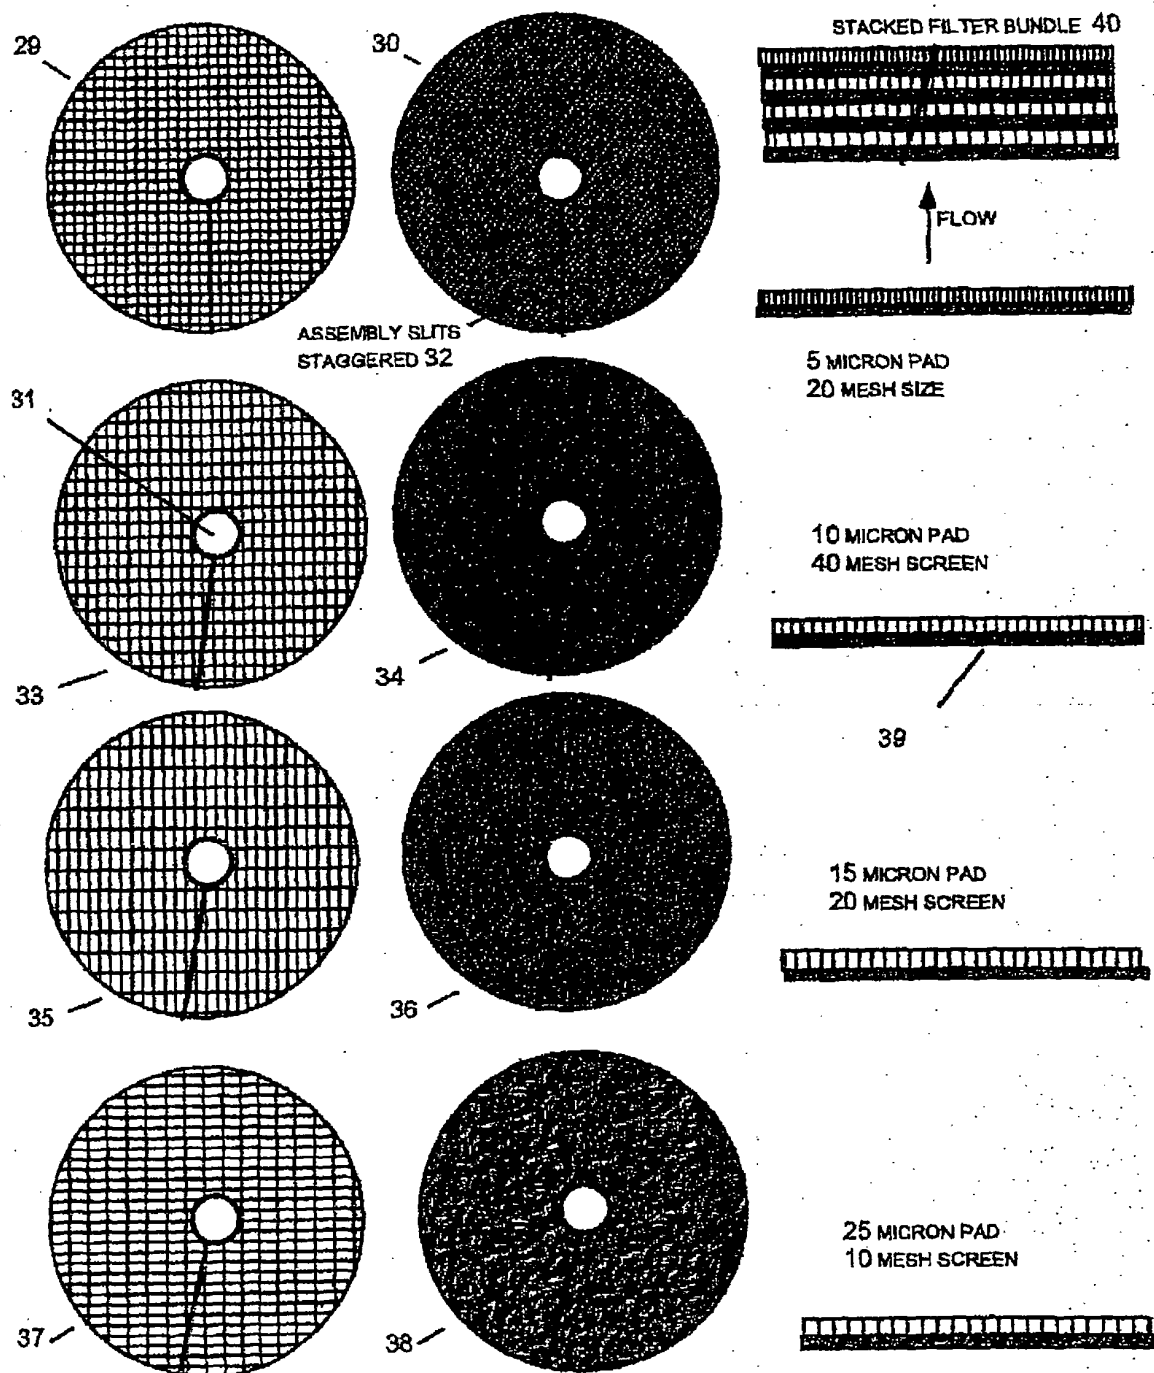 29
30
STACKED FILTER BUNDLE 40
FLOW
ASSEMBLY SLITS
STAGGERED 32
5 MICRON PAD
20 MESH SIZE
31
10 MICRON PAD
40 MESH SCREEN
33
34
39
15 MICRON PAD
20 MESH SCREEN
35
36
25 MICRON PAD
10 MESH SCREEN
37
38